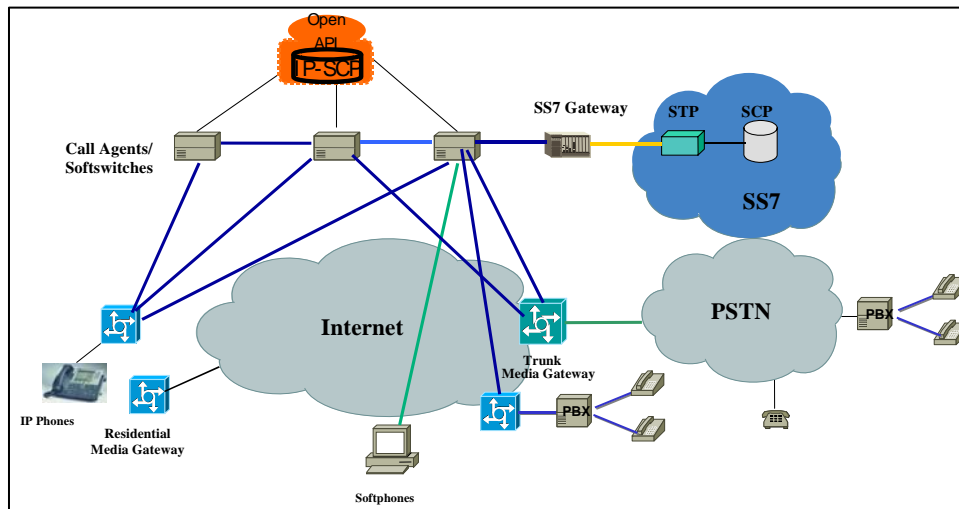 Open
API
IP-SCP
SS7 Gateway
STP
SCP
Call Agents/
Softswitches
SS7
Internet
PSTN
PBX
Trunk
Media Gateway
PBX
IP Phones
Residential
Media Gateway
Softphones